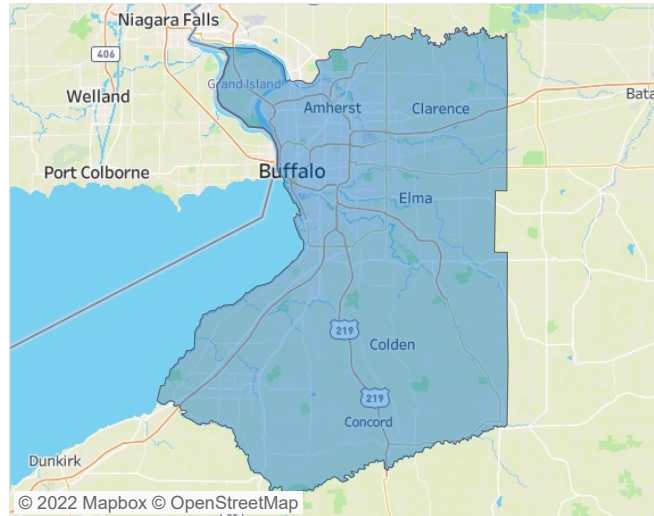 Niagara Falls
406
Grand Island
Welland
Amherst
Clarence
Bata
Port Colborne
Buffalo
Elma
219
Colden
219
Concord
Dunkirk
© 2022 Mapbox © OpenStreetMap